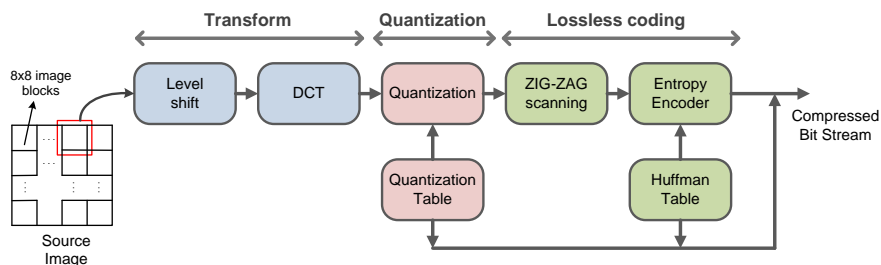 Transform
Quantization
Lossless coding
8x8 image
blocks
Level
shift
DCT
Quantization
ZIG-ZAG
scanning
Entropy
Encoder
Compressed
Bit Stream
Quantization
Table
Huffman
Table
Source
Image